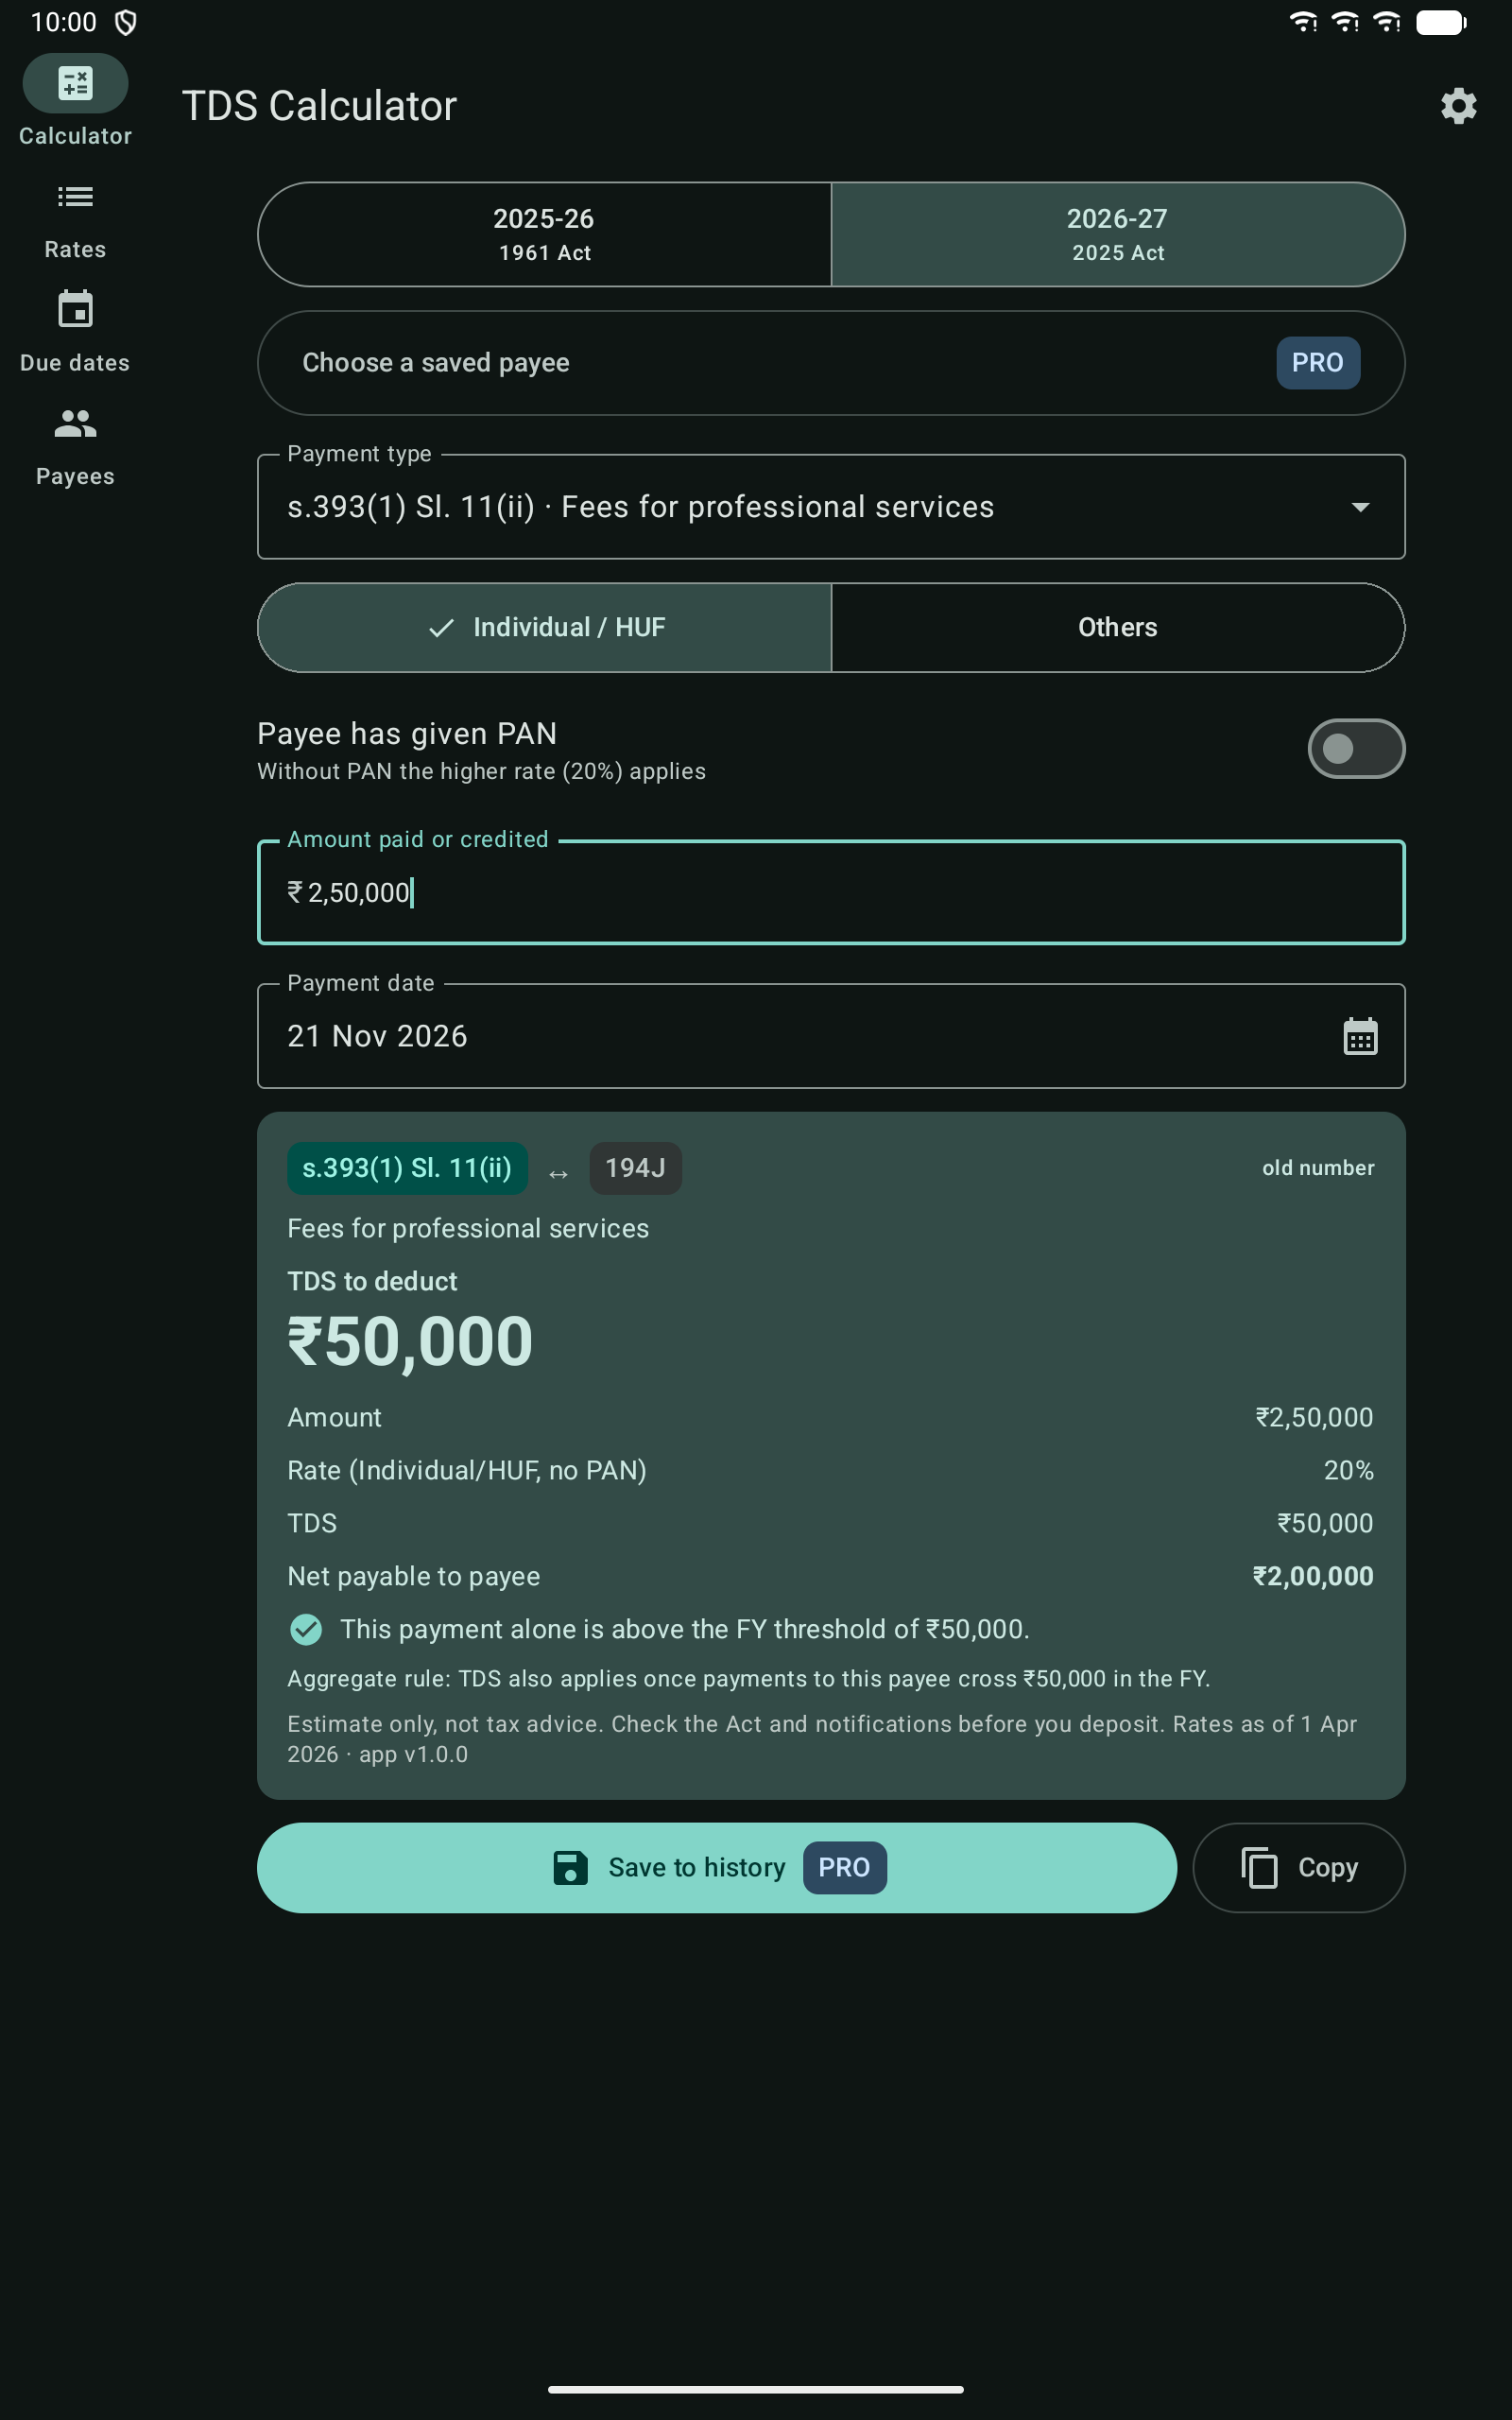 10:00
TDS Calculator
Calculator
Rates
Due dates
Payees
2025-26
1961 Act
2026-27
2025 Act
Choose a saved payee PRO
Payment type
s.393(1) Sl. 11(ii) · Fees for professional services
Individual / HUF
Others
Payee has given PAN
Without PAN the higher rate (20%) applies
Amount paid or credited
₹ 2,50,000
Payment date
21 Nov 2026
s.393(1) Sl. 11(ii) ↔ 194J old number
Fees for professional services
TDS to deduct
₹50,000
Amount ₹2,50,000
Rate (Individual/HUF, no PAN) 20%
TDS ₹50,000
Net payable to payee ₹2,00,000
This payment alone is above the FY threshold of ₹50,000.
Aggregate rule: TDS also applies once payments to this payee cross ₹50,000 in the FY.
Estimate only, not tax advice. Check the Act and notifications before you deposit. Rates as of 1 Apr
2026 · app v1.0.0
Save to history PRO
Copy